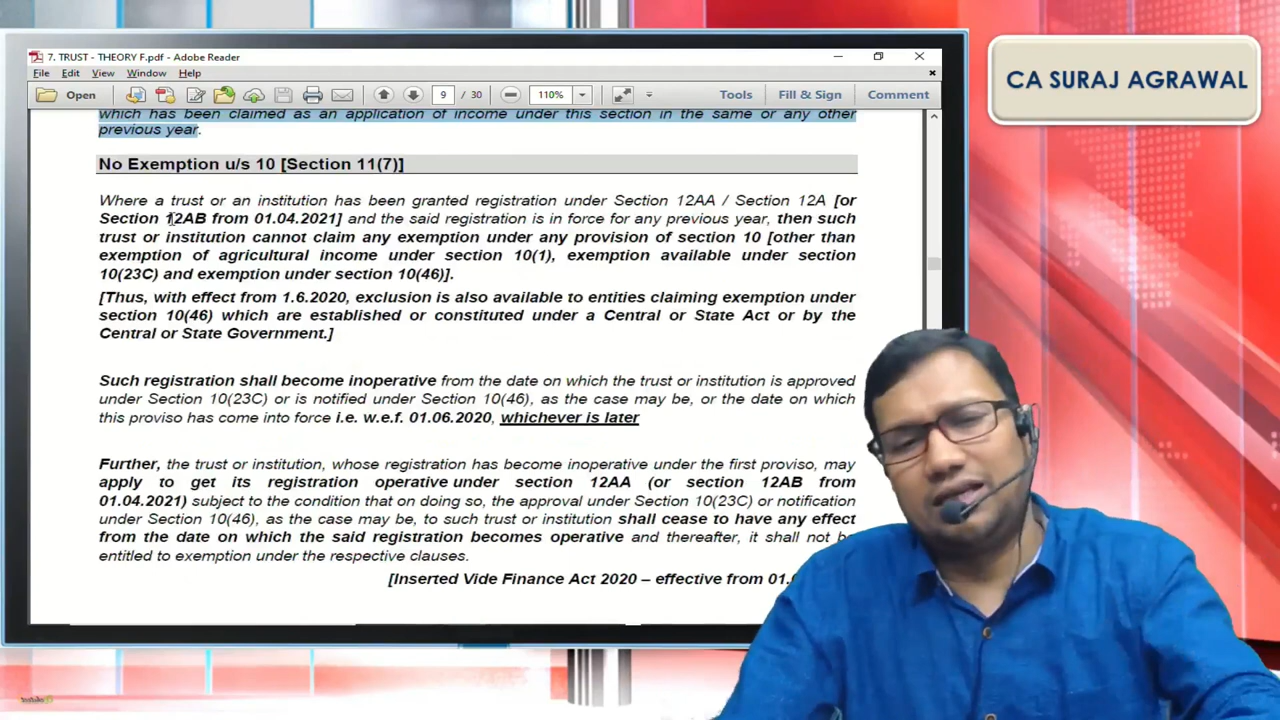 7. TRUST - THEORY F.pdf - Adobe Reader
CA SURAJ AGRAWAL
File Edit View Window Help
Open 9 / 30 110% Tools Fill & Sign Comment
which has been claimed as an application of income under this section in the same or any other
previous year.
No Exemption u/s 10 [Section 11(7)]
Where a trust or an institution has been granted registration under Section 12AA / Section 12A [or
Section 12AB from 01.04.2021] and the said registration is in force for any previous year, then such
trust or institution cannot claim any exemption under any provision of section 10 [other than
exemption of agricultural income under section 10(1), exemption available under section
10(23C) and exemption under section 10(46)].
[Thus, with effect from 1.6.2020, exclusion is also available to entities claiming exemption under
section 10(46) which are established or constituted under a Central or State Act or by the
Central or State Government.]
Such registration shall become inoperative from the date on which the trust or institution is approved
under Section 10(23C) or is notified under Section 10(46), as the case may be, or the date on which
this proviso has come into force i.e. w.e.f. 01.06.2020, whichever is later
Further, the trust or institution, whose registration has become inoperative under the first proviso, may
apply to get its registration operative under section 12AA (or section 12AB from
01.04.2021) subject to the condition that on doing so, the approval under Section 10(23C) or notification
under Section 10(46), as the case may be, to such trust or institution shall cease to have any effect
from the date on which the said registration becomes operative and thereafter, it shall not be
entitled to exemption under the respective clauses.
[Inserted Vide Finance Act 2020 – effective from 01.